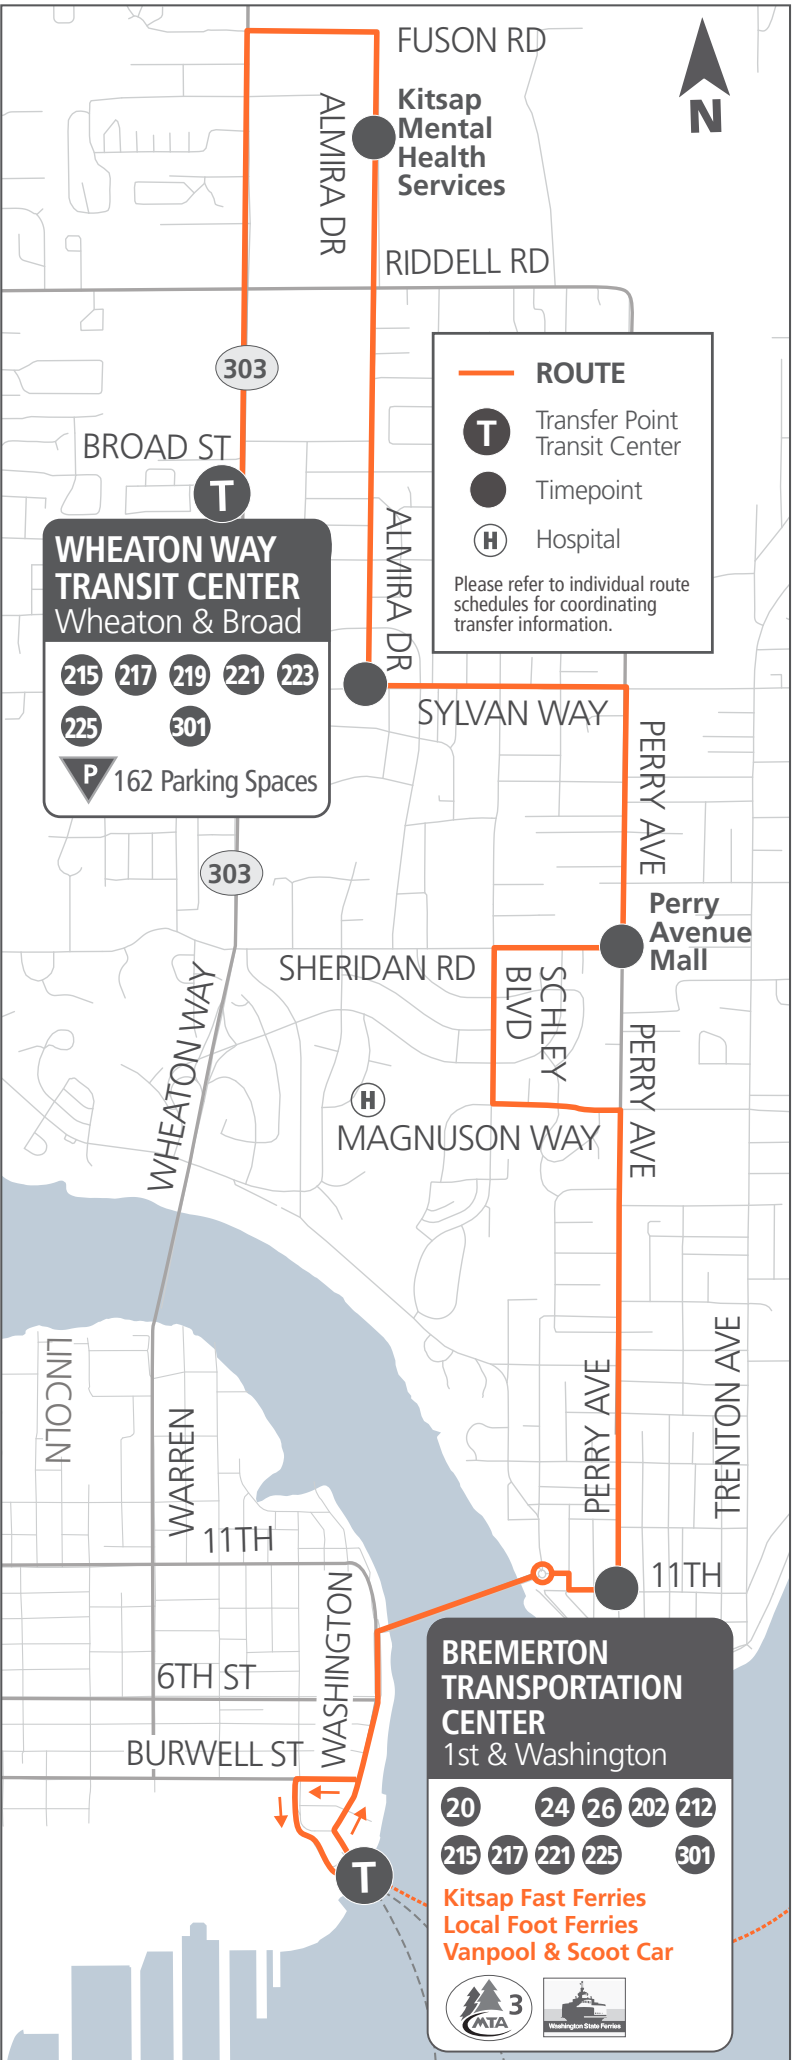 FUSON RD
N
Kitsap
Mental
Health
Services
ALMIRA DR
RIDDELL RD
303
ROUTE
T
Transfer Point
Transit Center
Timepoint
H
Hospital
Please refer to individual route
schedules for coordinating
transfer information.
BROAD ST
T
WHEATON WAY
TRANSIT CENTER
Wheaton & Broad
215 217 219 221 223
225 301
P 162 Parking Spaces
ALMIRA DR
SYLVAN WAY
PERRY AVE
303
Perry
Avenue
Mall
SHERIDAN RD
SCHLEY
BLVD
WHEATON WAY
PERRY AVE
H
MAGNUSON WAY
LINCOLN
WARREN
PERRY AVE
TRENTON AVE
11TH
11TH
WASHINGTON
6TH ST
BURWELL ST
T
BREMERTON
TRANSPORTATION
CENTER
1st & Washington
20 24 26 202 212
215 217 221 225 301
Kitsap Fast Ferries
Local Foot Ferries
Vanpool & Scoot Car
MTA 3
Washington State Ferries